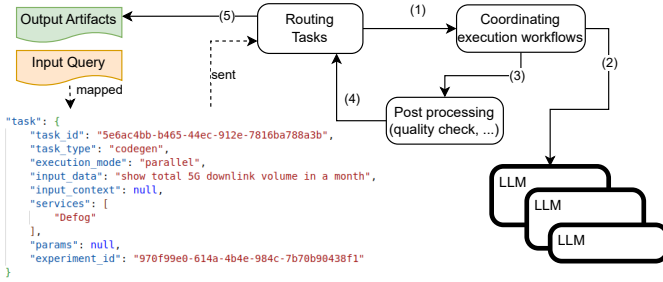 Output Artifacts
(5)
Routing
Tasks
(1)
Coordinating
execution workflows
(2)
Input Query
mapped
sent
(4)
(3)
Post processing
(quality check, ...)
"task": {
"task_id": "5e6ac4bb-b465-44ec-912e-7816ba788a3b",
"task_type": "codegen",
"execution_mode": "parallel",
"input_data": "show total 5G downlink volume in a month",
"input_context": null,
"services": [
"Defog"
],
"params": null,
"experiment_id": "970f99e0-614a-4b4e-984c-7b70b90438f1"
}
LLM
LLM
LLM